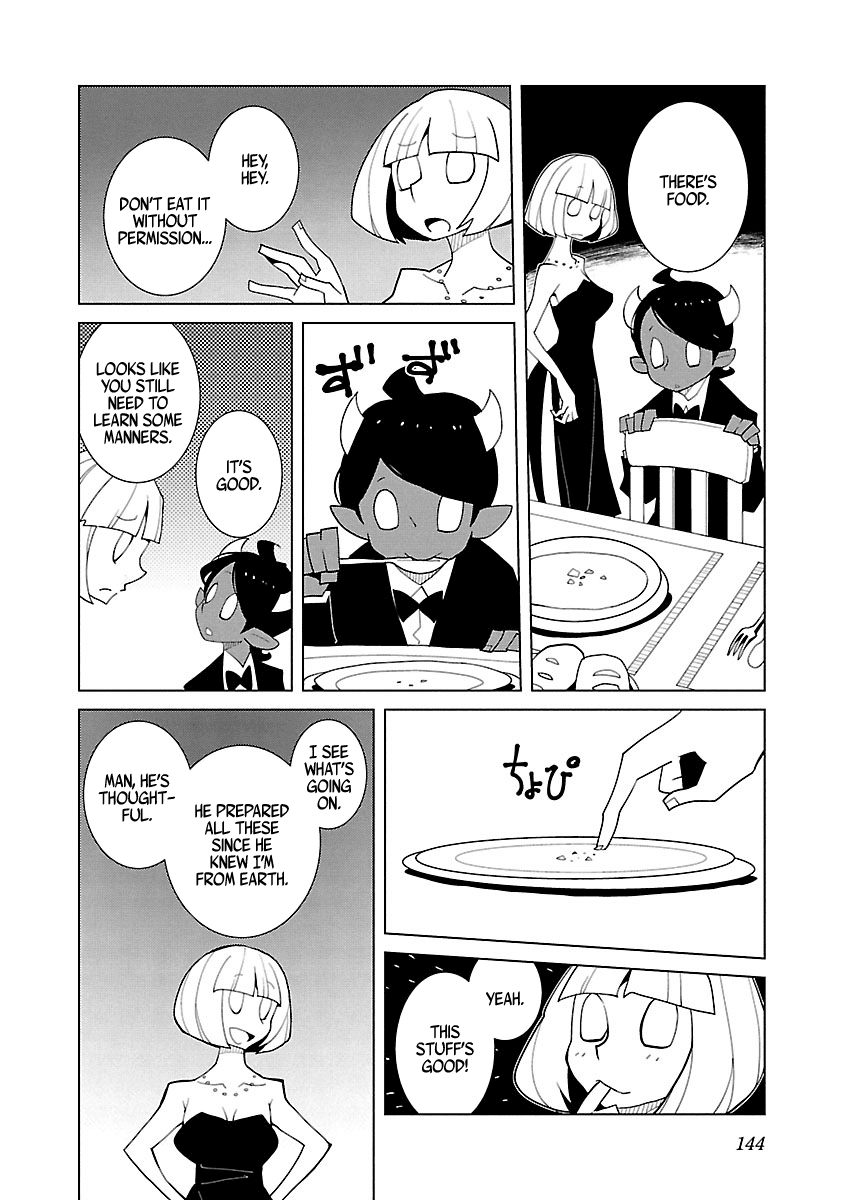 THERE'S
FOOD.
HEY,
HEY.
DON'T EAT IT
WITHOUT
PERMISSION...
ず゛ず゛
IT'S
GOOD.
LOOKS LIKE
YOU STILL
NEED TO
LEARN SOME
MANNERS.
ちょぴ
YEAH.
THIS
STUFF'S
GOOD!
I SEE
WHAT'S
GOING
ON.
HE PREPARED
ALL THESE
SINCE HE
KNEW I'M
FROM EARTH.
MAN, HE'S
THOUGHT-
FUL.
144